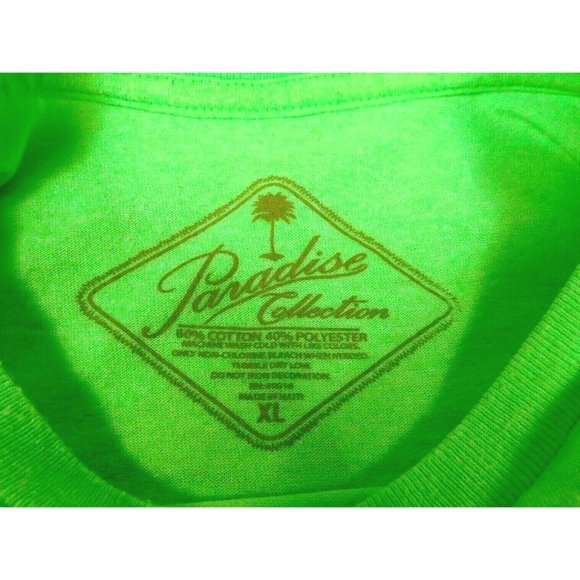 Paradise
Collection
60% COTTON 40% POLYESTER
MACHINE WASH COLD WITH LIKE COLORS.
ONLY NON-CHLORINE BLEACH WHEN NEEDED.
TUMBLE DRY LOW.
DO NOT IRON DECORATION.
MADE IN HAITI
XL